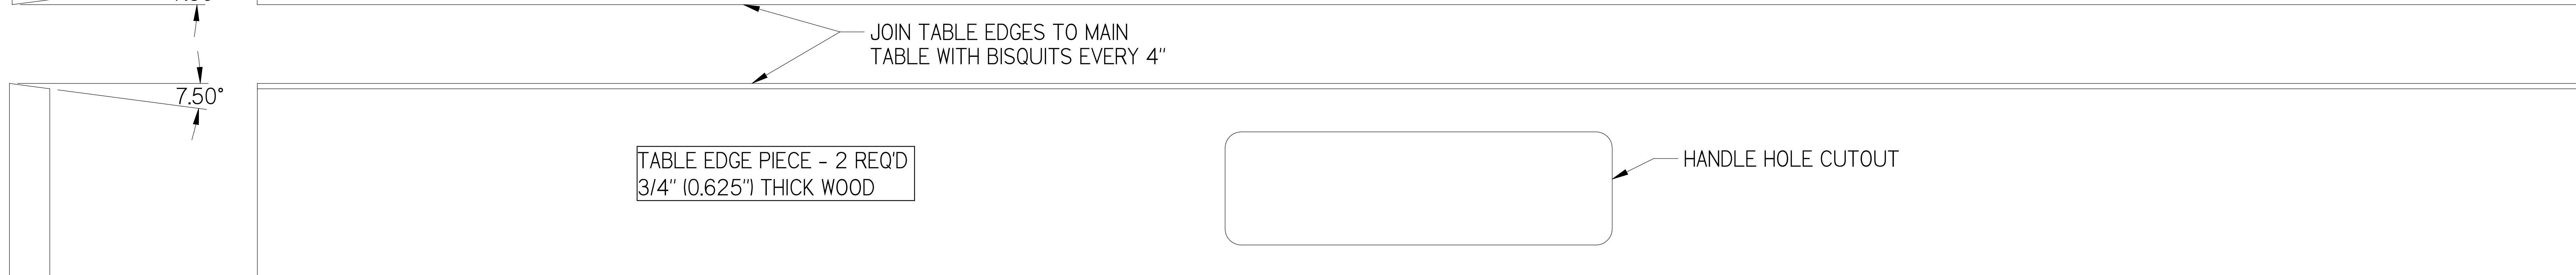 JOIN TABLE EDGES TO MAIN
TABLE WITH BISQUITS EVERY 4"
7.50°
TABLE EDGE PIECE - 2 REQ'D
3/4" (0.625") THICK WOOD
HANDLE HOLE CUTOUT